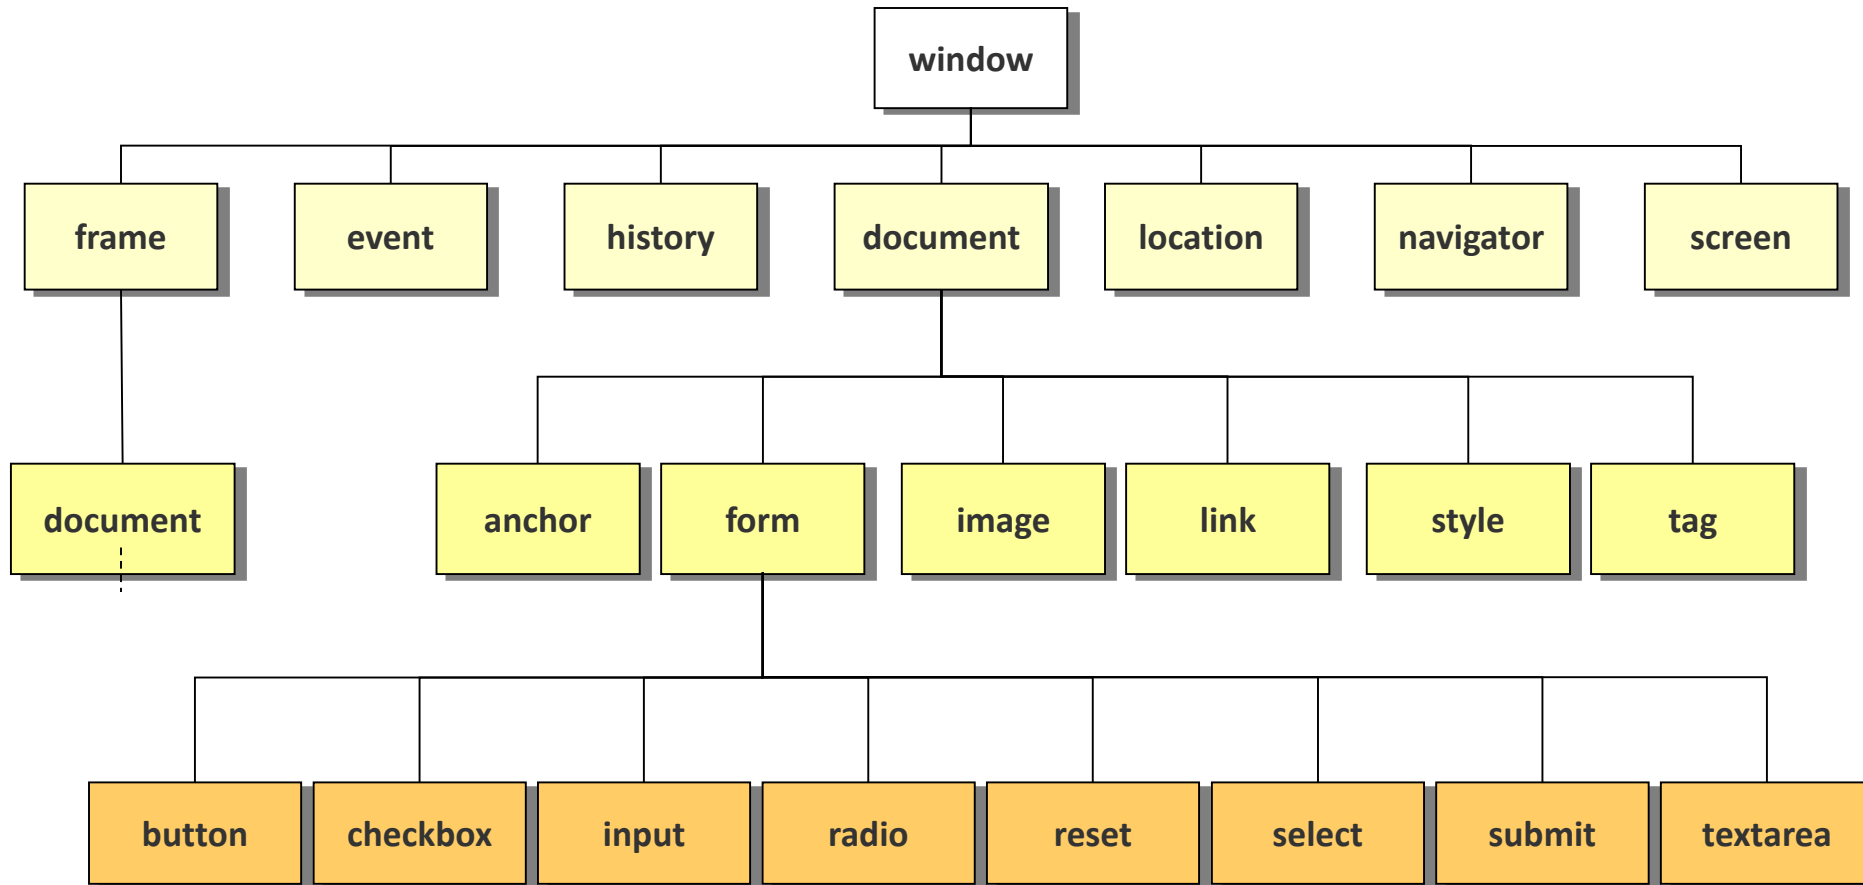 window
frame
event
history
document
location
navigator
screen
document
anchor
form
image
link
style
tag
button
checkbox
input
radio
reset
select
submit
textarea